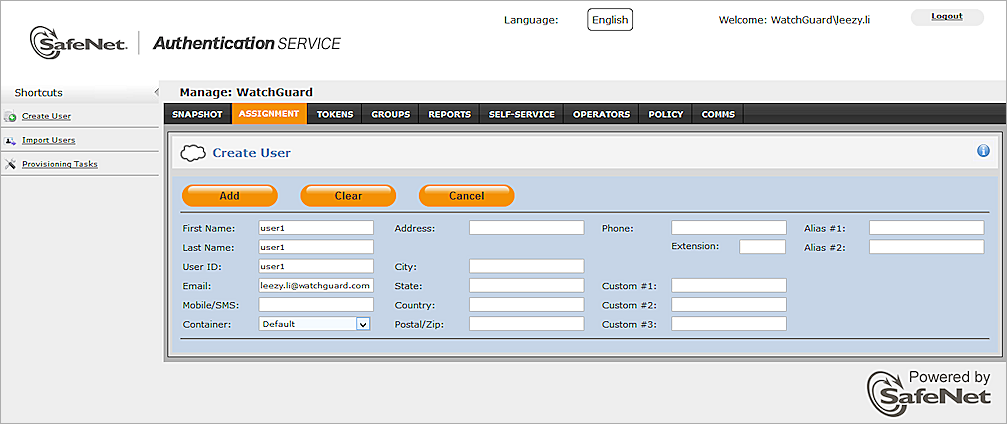 Language: English Welcome: WatchGuard\leezy.li Logout
SafeNet. Authentication SERVICE
Shortcuts
Create User
Import Users
Provisioning Tasks
Manage: WatchGuard
SNAPSHOT ASSIGNMENT TOKENS GROUPS REPORTS SELF-SERVICE OPERATORS POLICY COMMS
Create User
Add Clear Cancel
First Name: user1 Address: Phone: Alias #1:
Last Name: user1 Extension: Alias #2:
User ID: user1 City:
Email: leezy.li@watchguard.com State: Custom #1:
Mobile/SMS: Country: Custom #2:
Container: Default Postal/Zip: Custom #3:
Powered by
SafeNet